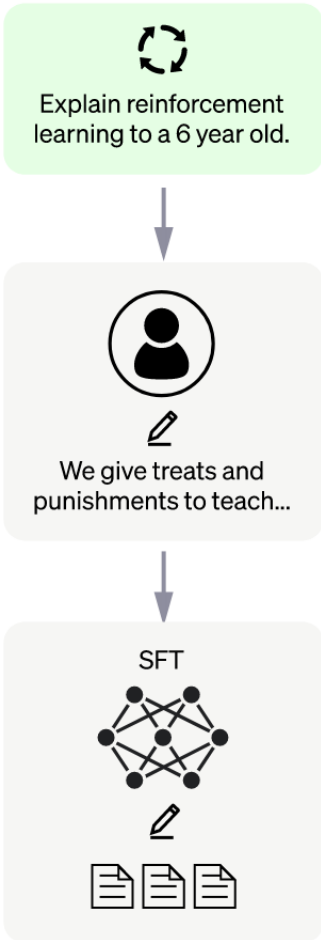 Explain reinforcement
learning to a 6 year old.
We give treats and
punishments to teach...
SFT